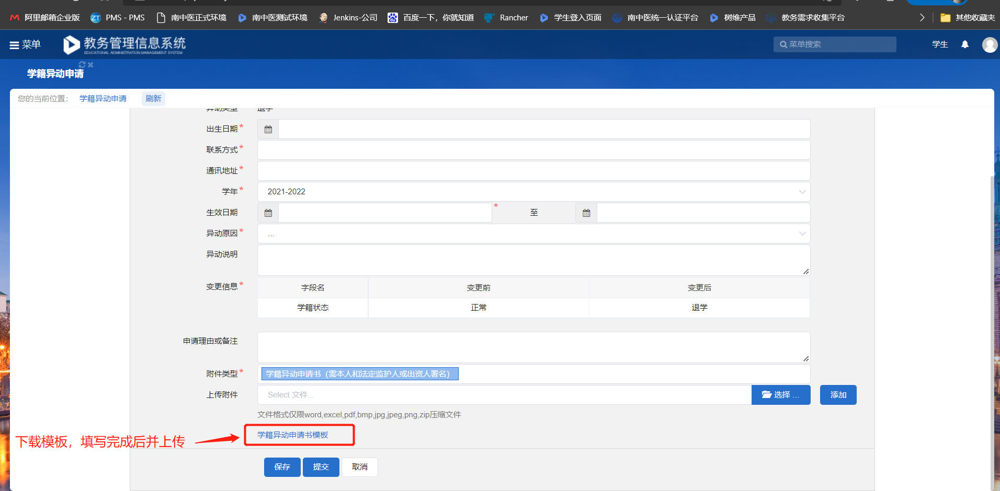 阿里邮箱企业版 PMS - PMS 南中医正式环境 南中医测试环境 Jenkins-公司 百度一下，你就知道 Rancher 学生登入页面 南中医统一认证平台 树维产品 教务需求收集平台 其他收藏夹
菜单 教务管理信息系统 菜单搜索 学生
EDUCATIONAL ADMINISTRATION MANAGEMENT SYSTEM
学籍异动申请
您的当前位置： 学籍异动申请 刷新
异动类型 退学
出生日期*
联系方式*
通讯地址*
学年* 2021-2022
生效日期 * 至
异动原因* ...
异动说明
变更信息* 字段名 变更前 变更后
学籍状态 正常 退学
申请理由或备注
附件类型* 学籍异动申请书（需本人和法定监护人或出资人署名）
上传附件 Select 文件... 选择 ... 添加
文件格式仅限word,excel,pdf,bmp,jpg,jpeg,png,zip压缩文件
学籍异动申请书模板
下载模板，填写完成后并上传
保存 提交 取消